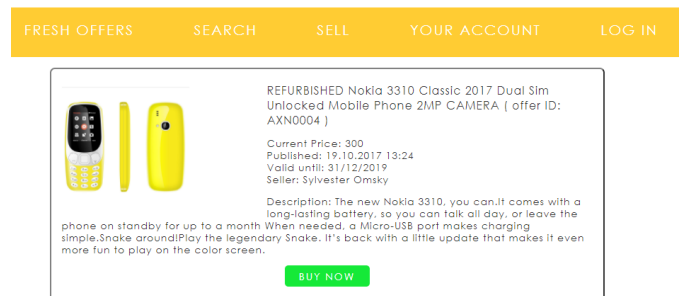 FRESH OFFERS SEARCH SELL YOUR ACCOUNT LOG IN
REFURBISHED Nokia 3310 Classic 2017 Dual Sim
Unlocked Mobile Phone 2MP CAMERA ( offer ID:
AXN0004 )
Current Price: 300
Published: 19.10.2017 13:24
Valid until: 31/12/2019
Seller: Sylvester Omsky
Description: The new Nokia 3310, you can.It comes with a
long-lasting battery, so you can talk all day, or leave the
phone on standby for up to a month When needed, a Micro-USB port makes charging
simple.Snake around!Play the legendary Snake. It's back with a little update that makes it even
more fun to play on the color screen.
BUY NOW